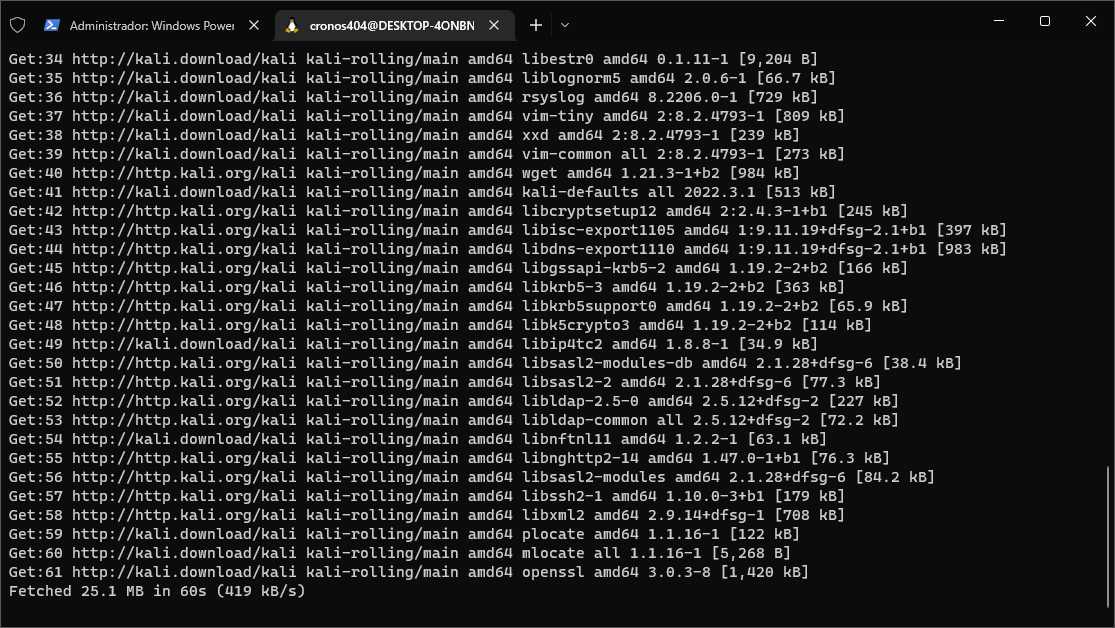 Administrador: Windows Power
cronos404@DESKTOP-4ONBN
Get:34 http://kali.download/kali kali-rolling/main amd64 libestr0 amd64 0.1.11-1 [9,204 B]
Get:35 http://kali.download/kali kali-rolling/main amd64 liblognorm5 amd64 2.0.6-1 [66.7 kB]
Get:36 http://kali.download/kali kali-rolling/main amd64 rsyslog amd64 8.2206.0-1 [729 kB]
Get:37 http://kali.download/kali kali-rolling/main amd64 vim-tiny amd64 2:8.2.4793-1 [809 kB]
Get:38 http://kali.download/kali kali-rolling/main amd64 xxd amd64 2:8.2.4793-1 [239 kB]
Get:39 http://kali.download/kali kali-rolling/main amd64 vim-common all 2:8.2.4793-1 [273 kB]
Get:40 http://http.kali.org/kali kali-rolling/main amd64 wget amd64 1.21.3-1+b2 [984 kB]
Get:41 http://kali.download/kali kali-rolling/main amd64 kali-defaults all 2022.3.1 [513 kB]
Get:42 http://http.kali.org/kali kali-rolling/main amd64 libcryptsetup12 amd64 2:2.4.3-1+b1 [245 kB]
Get:43 http://http.kali.org/kali kali-rolling/main amd64 libisc-export1105 amd64 1:9.11.19+dfsg-2.1+b1 [397 kB]
Get:44 http://http.kali.org/kali kali-rolling/main amd64 libdns-export1110 amd64 1:9.11.19+dfsg-2.1+b1 [983 kB]
Get:45 http://http.kali.org/kali kali-rolling/main amd64 libgssapi-krb5-2 amd64 1.19.2-2+b2 [166 kB]
Get:46 http://http.kali.org/kali kali-rolling/main amd64 libkrb5-3 amd64 1.19.2-2+b2 [363 kB]
Get:47 http://http.kali.org/kali kali-rolling/main amd64 libkrb5support0 amd64 1.19.2-2+b2 [65.9 kB]
Get:48 http://http.kali.org/kali kali-rolling/main amd64 libk5crypto3 amd64 1.19.2-2+b2 [114 kB]
Get:49 http://kali.download/kali kali-rolling/main amd64 libip4tc2 amd64 1.8.8-1 [34.9 kB]
Get:50 http://http.kali.org/kali kali-rolling/main amd64 libsasl2-modules-db amd64 2.1.28+dfsg-6 [38.4 kB]
Get:51 http://http.kali.org/kali kali-rolling/main amd64 libsasl2-2 amd64 2.1.28+dfsg-6 [77.3 kB]
Get:52 http://http.kali.org/kali kali-rolling/main amd64 libldap-2.5-0 amd64 2.5.12+dfsg-2 [227 kB]
Get:53 http://http.kali.org/kali kali-rolling/main amd64 libldap-common all 2.5.12+dfsg-2 [72.2 kB]
Get:54 http://http.kali.org/kali kali-rolling/main amd64 libnftnl11 amd64 1.2.2-1 [63.1 kB]
Get:55 http://http.kali.org/kali kali-rolling/main amd64 libnghttp2-14 amd64 1.47.0-1+b1 [76.3 kB]
Get:56 http://http.kali.org/kali kali-rolling/main amd64 libsasl2-modules amd64 2.1.28+dfsg-6 [84.2 kB]
Get:57 http://http.kali.org/kali kali-rolling/main amd64 libssh2-1 amd64 1.10.0-3+b1 [179 kB]
Get:58 http://http.kali.org/kali kali-rolling/main amd64 libxml2 amd64 2.9.14+dfsg-1 [708 kB]
Get:59 http://kali.download/kali kali-rolling/main amd64 plocate amd64 1.1.16-1 [122 kB]
Get:60 http://kali.download/kali kali-rolling/main amd64 mlocate all 1.1.16-1 [5,268 B]
Get:61 http://kali.download/kali kali-rolling/main amd64 openssl amd64 3.0.3-8 [1,420 kB]
Fetched 25.1 MB in 60s (419 kB/s)